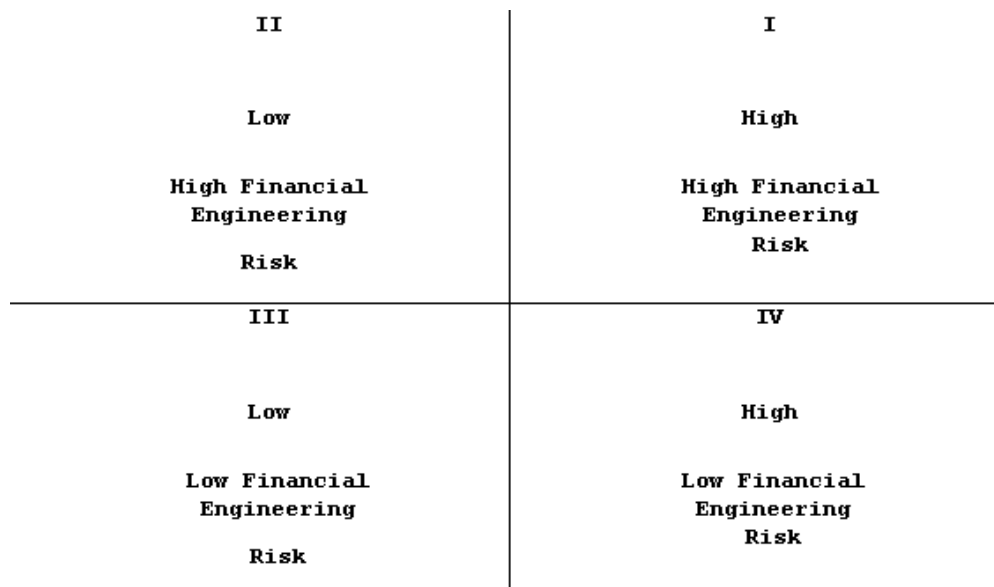 II
Low
High Financial
Engineering
Risk
I
High
High Financial
Engineering
Risk
III
Low
Low Financial
Engineering
Risk
IV
High
Low Financial
Engineering
Risk